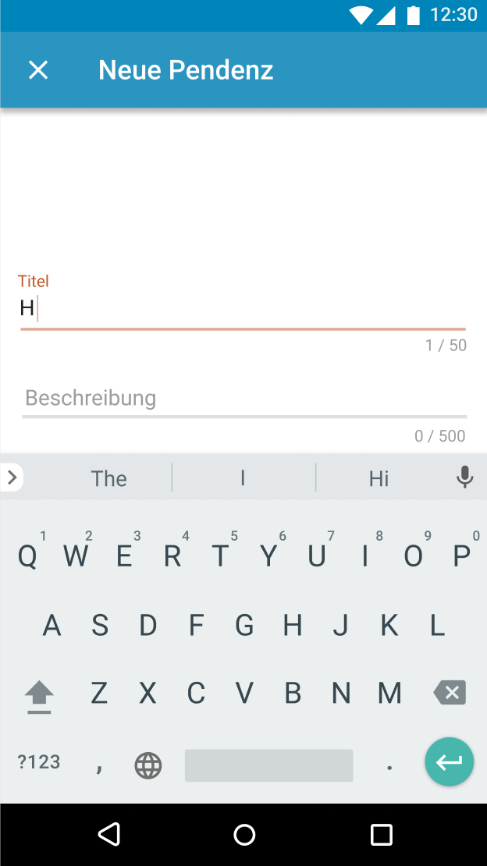 12:30
Neue Pendenz
Titel
H
1 / 50
Beschreibung
0 / 500
The I Hi
1 2 3 4 5 6 7 8 9 0
Q W E R T Y U I O P
A S D F G H J K L
Z X C V B N M
?123 , .